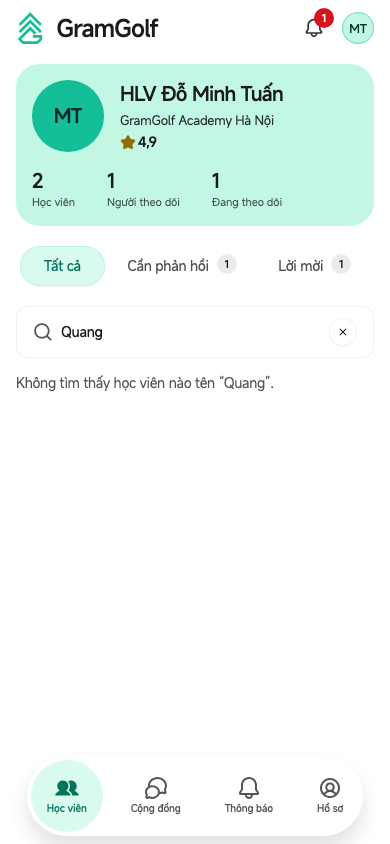 GramGolf
1
MT
MT
HLV Đỗ Minh Tuấn
GramGolf Academy Hà Nội
4,9
2
Học viên
1
Người theo dõi
1
Đang theo dõi
Tất cả
Cần phản hồi 1
Lời mời 1
Quang
Không tìm thấy học viên nào tên “Quang”.
Học viên
Cộng đồng
Thông báo
Hồ sơ